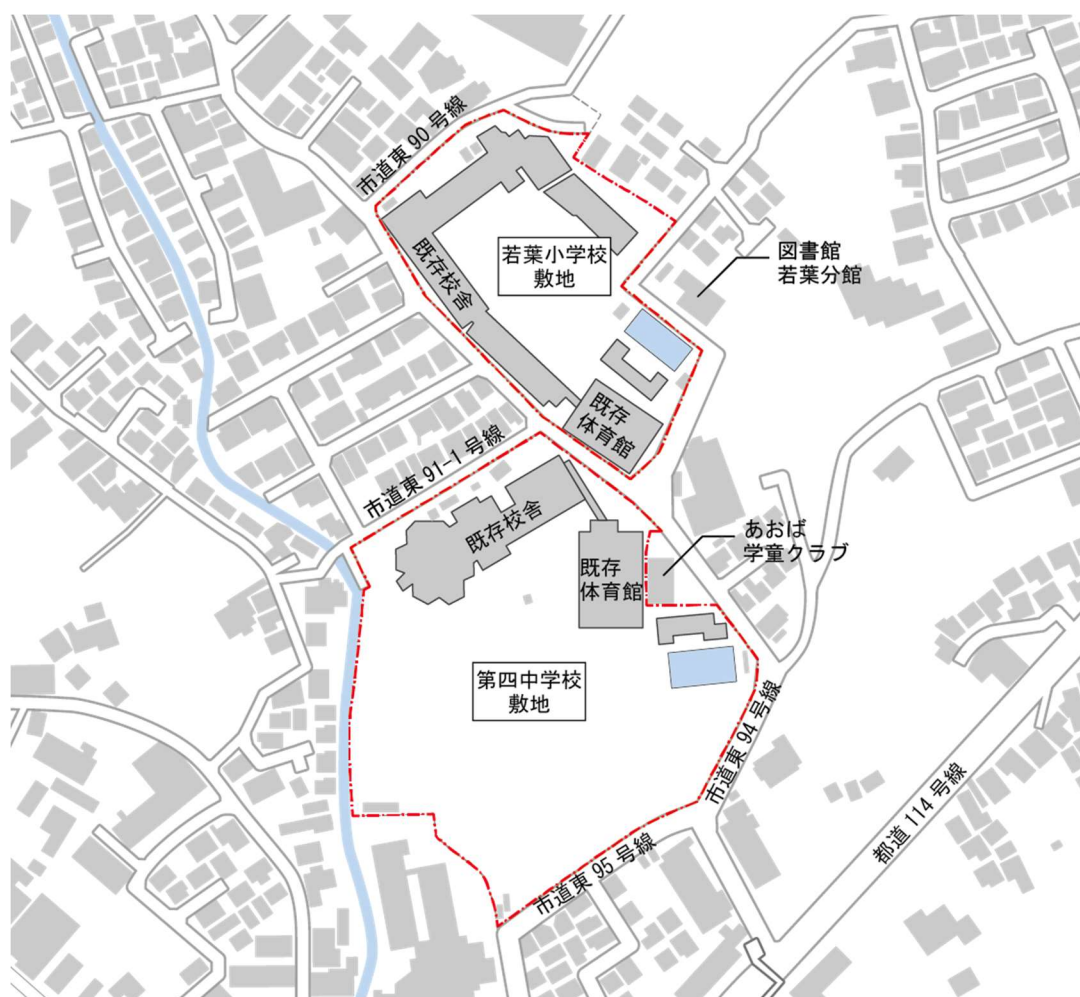 市道東 90 号線
既存校舎
若葉小学校
敷地
図書館
若葉分館
既存
体育館
市道東 91-1 号線
既存校舎
あおば
学童クラブ
既存
体育館
第四中学校
敷地
市道東 94 号線
都道 114 号線
市道東 95 号線